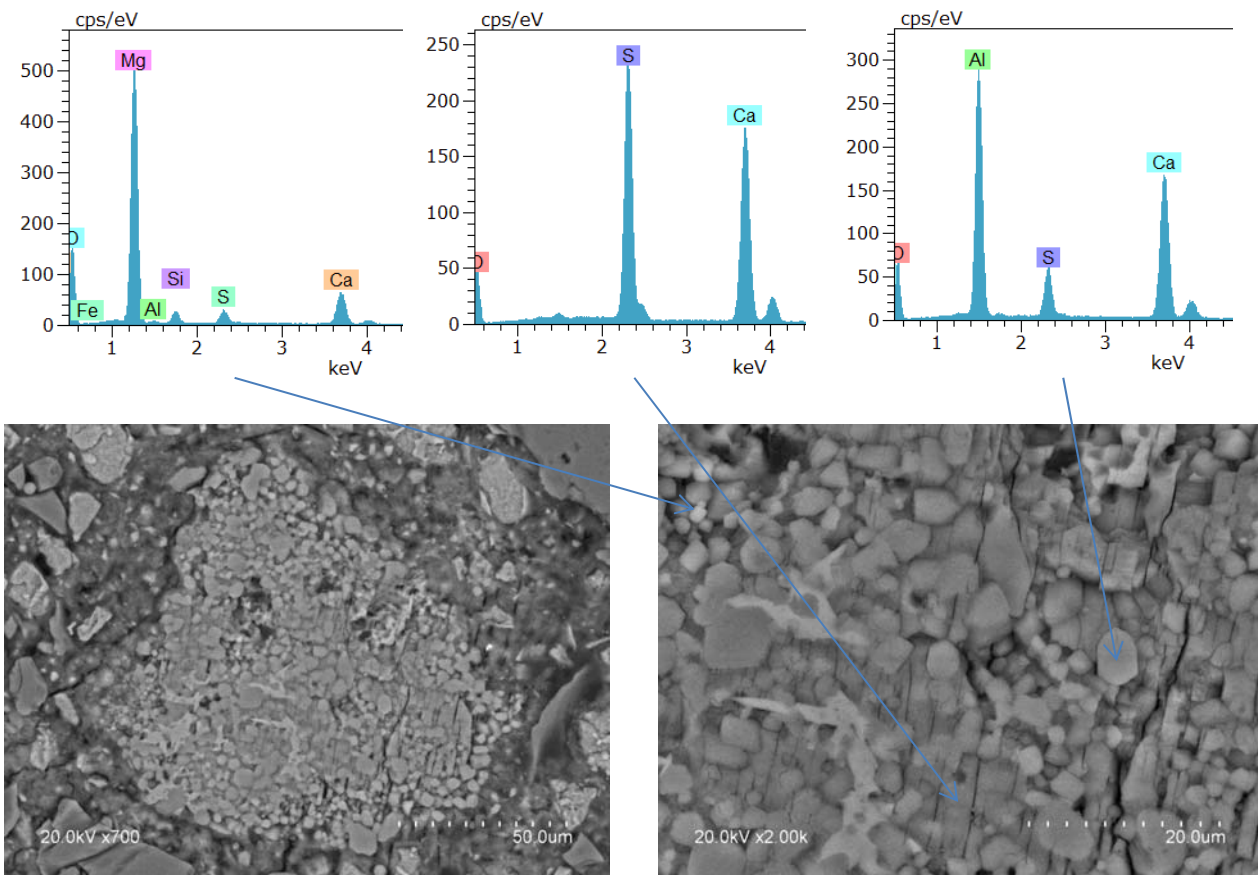 cps/eV
500
400
300
200
100
0
O
Fe
Mg
Al
Si
S
Ca
1
2
3
4
keV
cps/eV
250
200
150
100
50
0
O
S
Ca
1
2
3
4
keV
cps/eV
300
250
200
150
100
50
0
O
Al
S
Ca
1
2
3
4
keV
20.0kV x700
50.0um
20.0kV x2.00k
20.0um